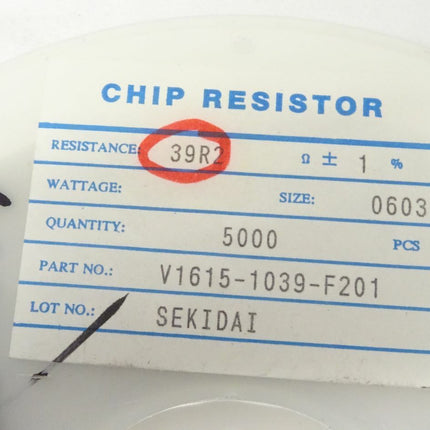 CHIP RESISTOR
RESISTANCE: 39R2 Ω ± 1 %
WATTAGE: SIZE: 0603
QUANTITY: 5000 PCS
PART NO.: V1615-1039-F201
LOT NO.: SEKIDAI